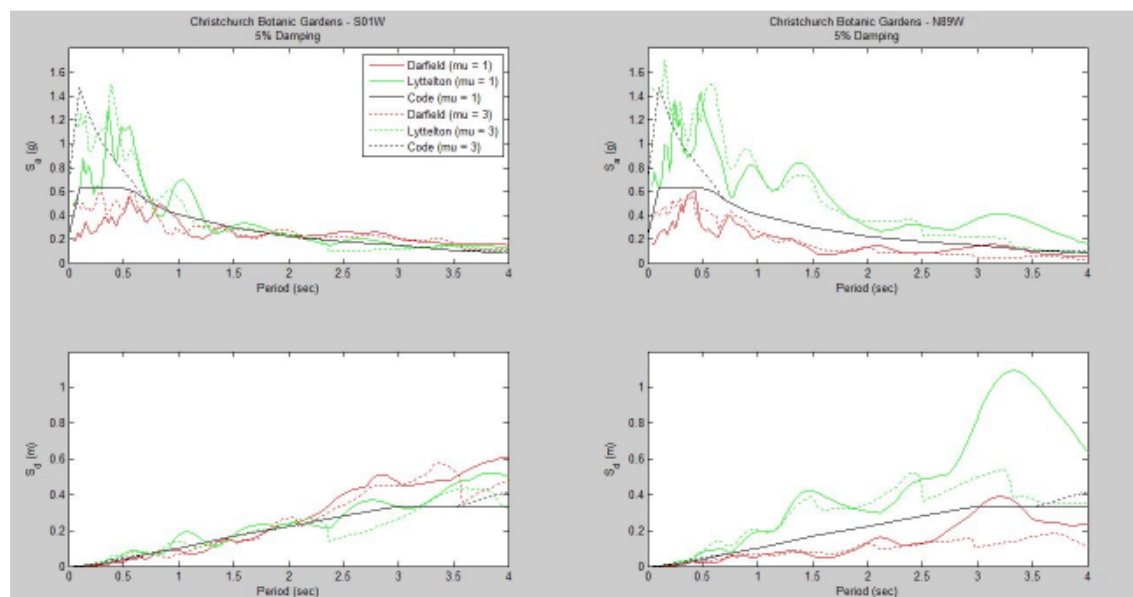 Christchurch Botanic Gardens - S01W
5% Damping
1.6
1.4
1.2
1
0.8
0.6
0.4
0.2
0
S_a (g)
Darfield (mu = 1)
Lyttelton (mu = 1)
Code (mu = 1)
Darfield (mu = 3)
Lyttelton (mu = 3)
Code (mu = 3)
0 0.5 1 1.5 2 2.5 3 3.5 4
Period (sec)
Christchurch Botanic Gardens - N89W
5% Damping
1.6
1.4
1.2
1
0.8
0.6
0.4
0.2
0
S_a (g)
0 0.5 1 1.5 2 2.5 3 3.5 4
Period (sec)
1
0.8
0.6
0.4
0.2
0
S_d (m)
0 0.5 1 1.5 2 2.5 3 3.5 4
Period (sec)
1
0.8
0.6
0.4
0.2
0
S_d (m)
0 0.5 1 1.5 2 2.5 3 3.5 4
Period (sec)